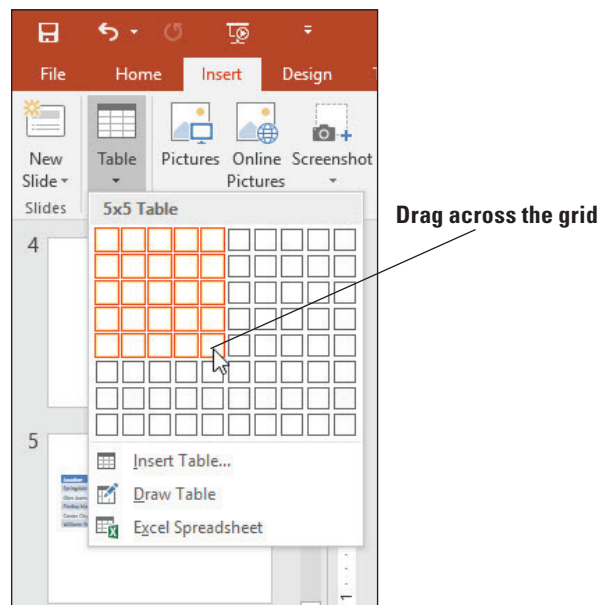 File Home Insert Design
New Slide Table Pictures Online Pictures Screenshot
Slides
5x5 Table
Drag across the grid
4
5
Insert Table...
Draw Table
Excel Spreadsheet
1